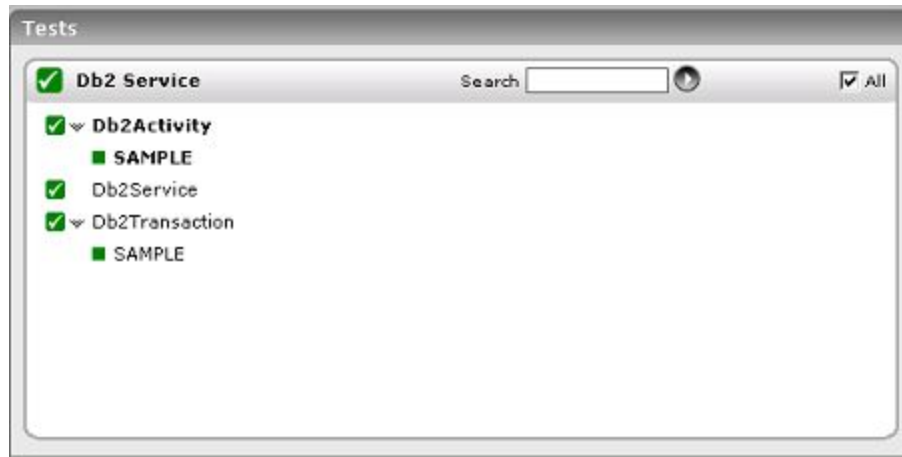 Tests
Db2 Service Search All
Db2Activity
SAMPLE
Db2Service
Db2Transaction
SAMPLE